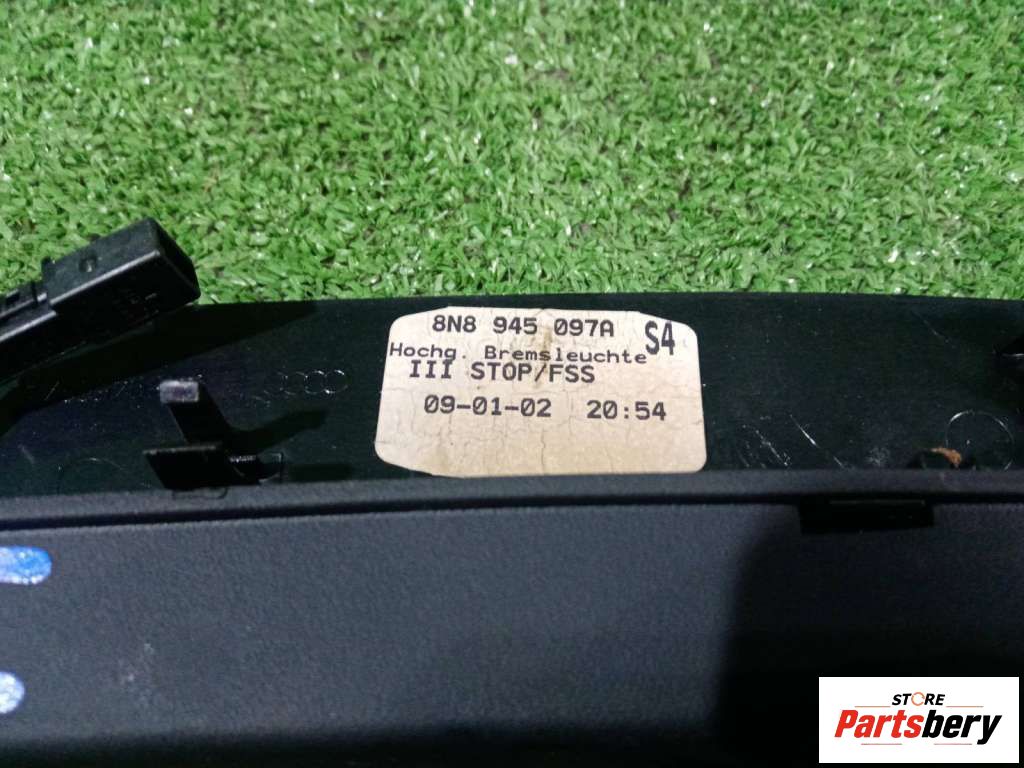 8N8 945 097A
S4
Hochg. Bremsleuchte
III STOP/FSS
09-01-02 20:54
STORE
Partsbery